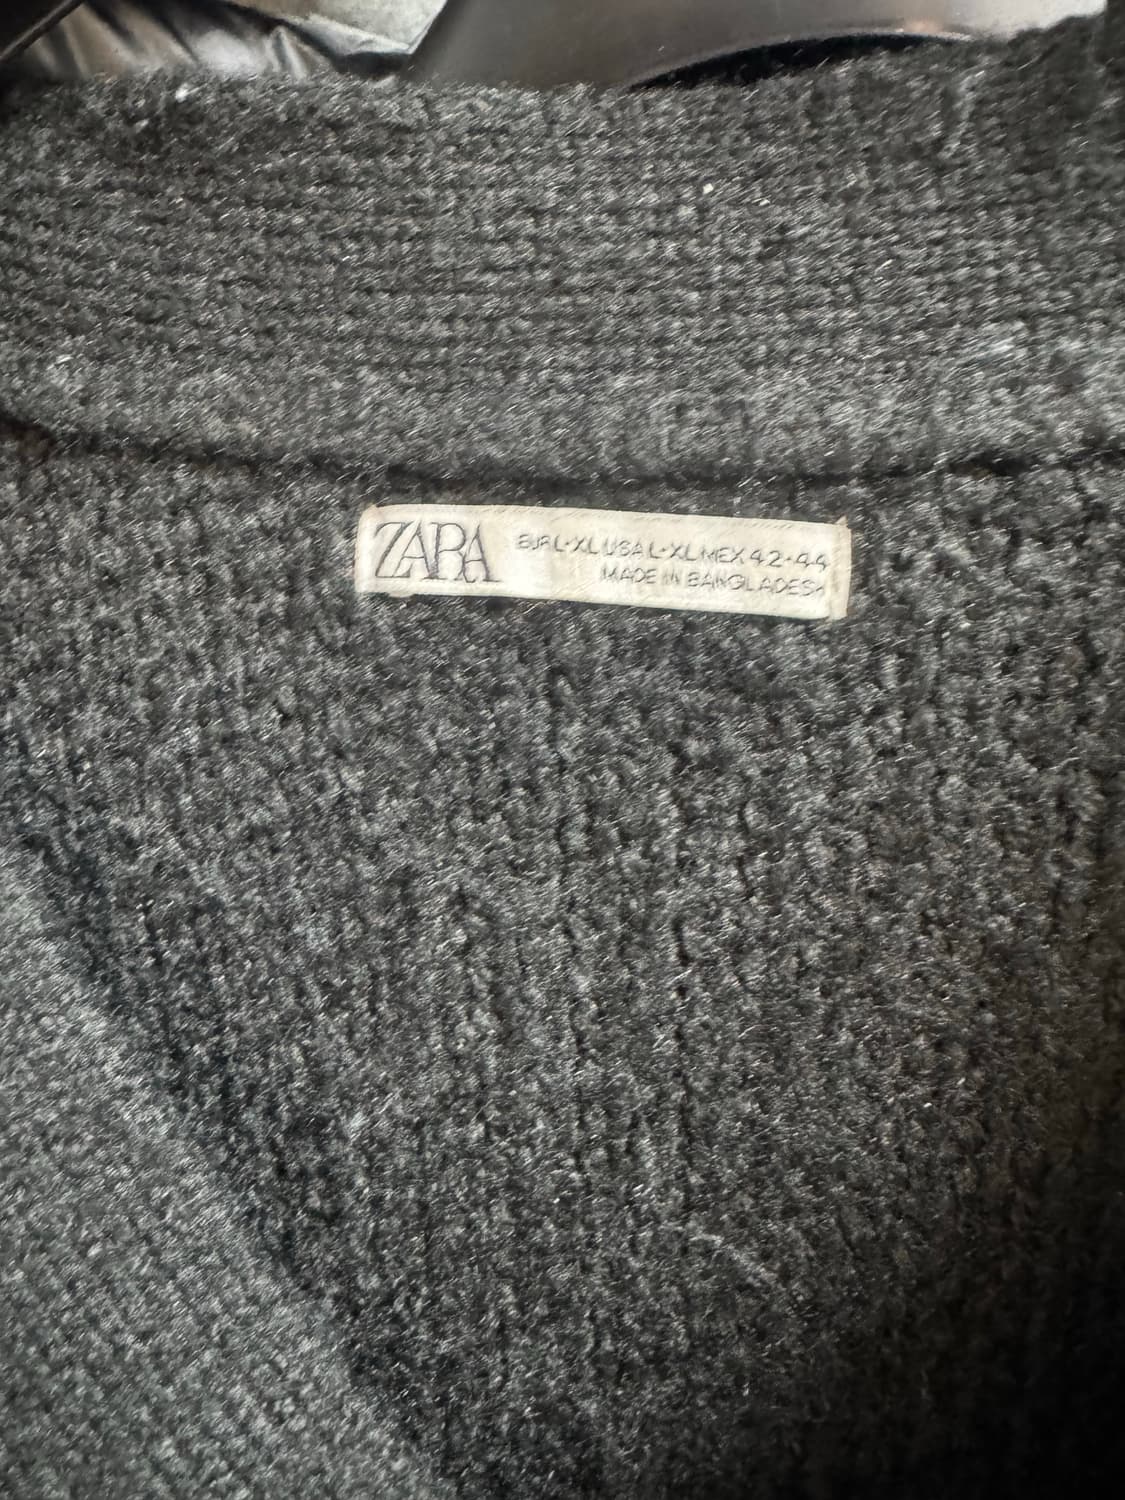 ZARA
EUR L-XL USA L-XL MEX 42-44
MADE IN BANGLADESH